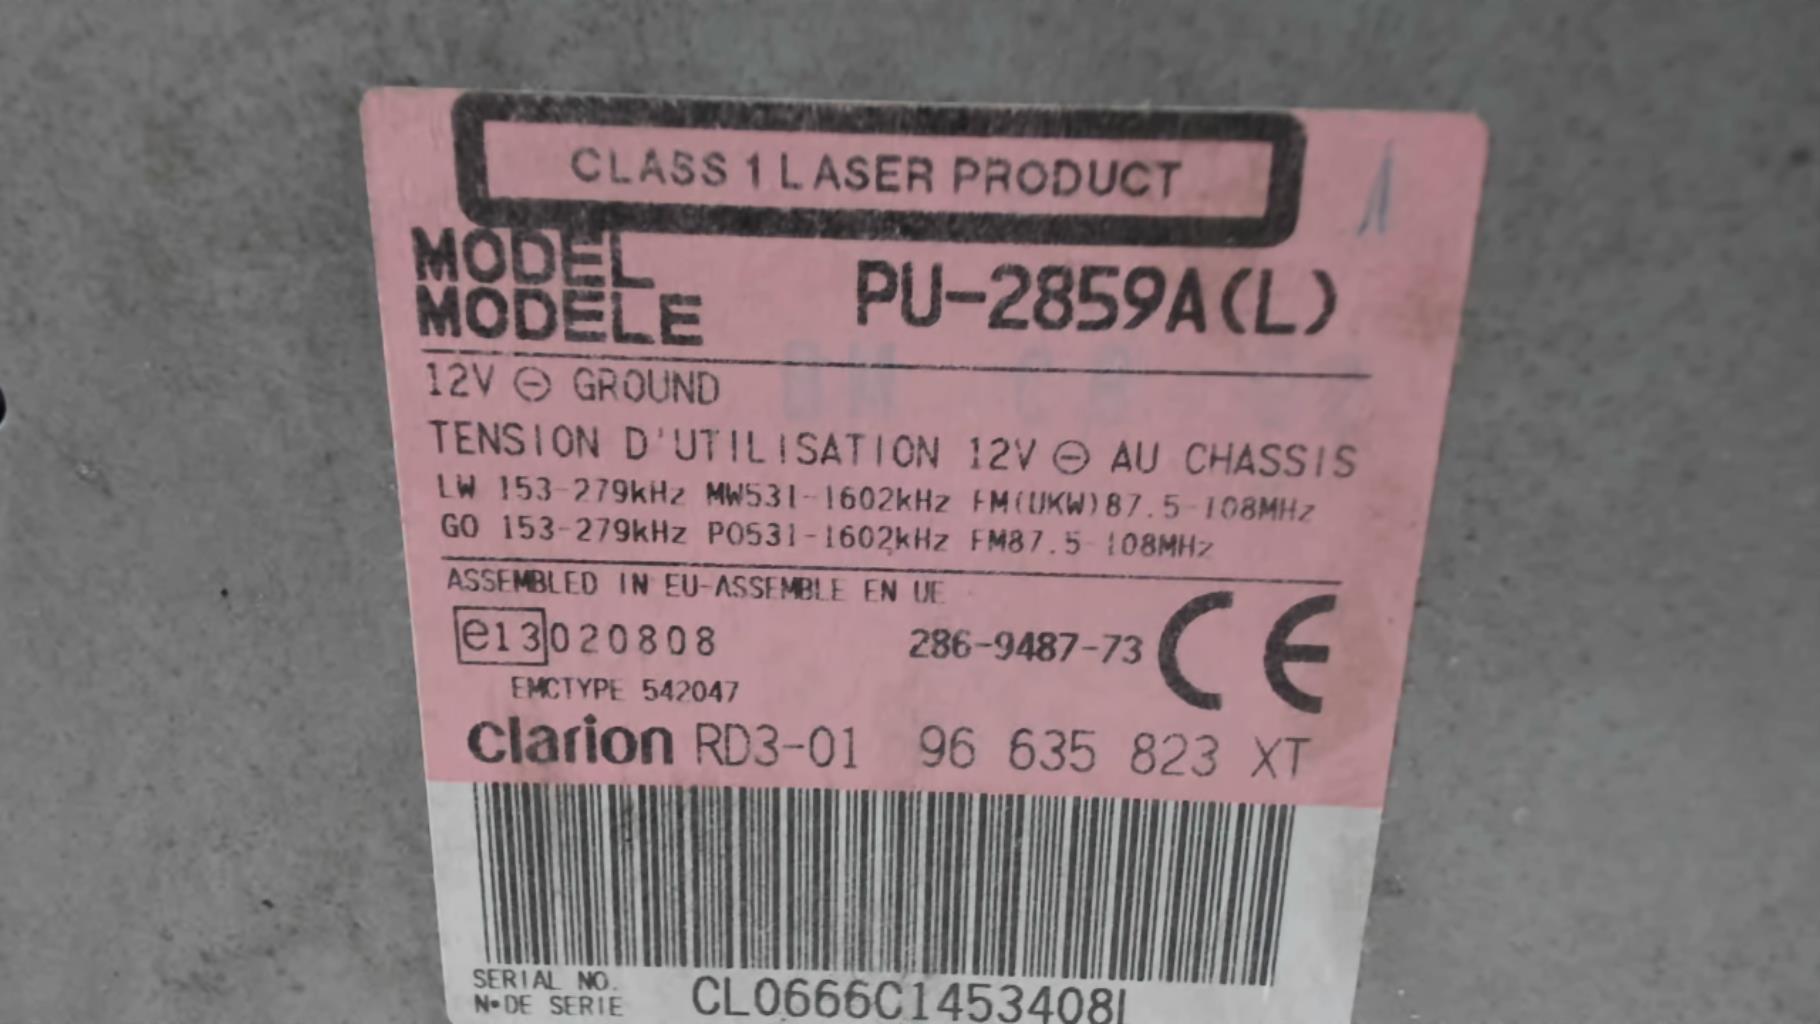 CLASS 1 LASER PRODUCT
MODEL
MODELE
PU-2859A(L)
12V ⊖ GROUND
TENSION D'UTILISATION 12V ⊖ AU CHASSIS
LW 153-279kHz MW531-1602kHz FM(UKW)87.5-108MHz
GO 153-279kHz PO531-1602kHz FM87.5-108MHz
ASSEMBLED IN EU-ASSEMBLE EN UE
e13 020808 286-9487-73 CE
EMCTYPE 542047
clarion RD3-01 96 635 823 XT
SERIAL NO.
N•DE SERIE